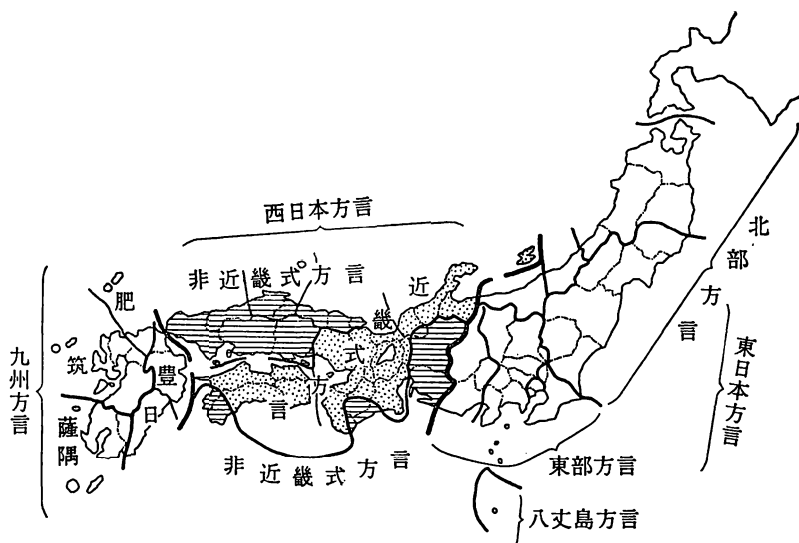 西日本方言
非近畿式方言
近畿式方言
北部方言
東日本方言
九州方言
肥筑
豊日
薩隅
非近畿式方言
東部方言
八丈島方言